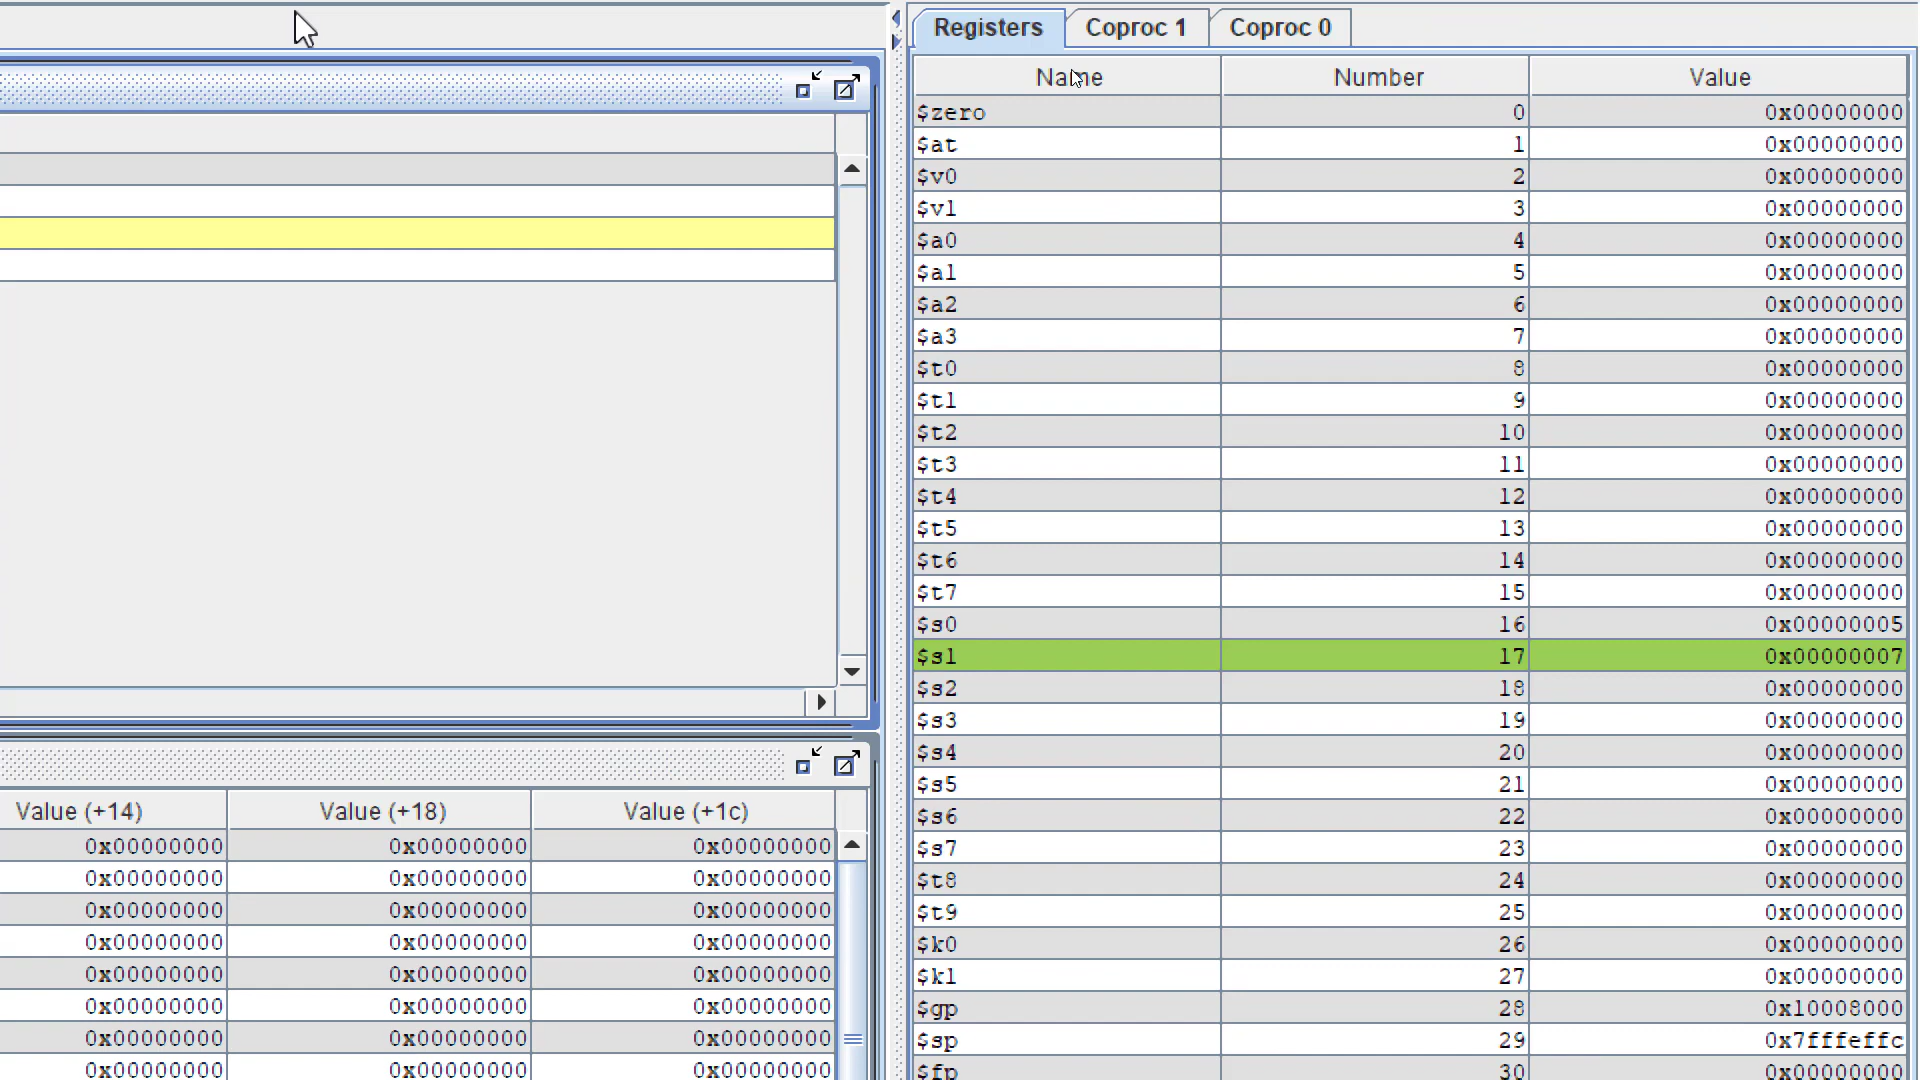 Registers Coproc 1 Coproc 0
Name Number Value
$zero 0 0x00000000
$at 1 0x00000000
$v0 2 0x00000000
$v1 3 0x00000000
$a0 4 0x00000000
$a1 5 0x00000000
$a2 6 0x00000000
$a3 7 0x00000000
$t0 8 0x00000000
$t1 9 0x00000000
$t2 10 0x00000000
$t3 11 0x00000000
$t4 12 0x00000000
$t5 13 0x00000000
$t6 14 0x00000000
$t7 15 0x00000000
$s0 16 0x00000005
$s1 17 0x00000007
$s2 18 0x00000000
$s3 19 0x00000000
$s4 20 0x00000000
$s5 21 0x00000000
$s6 22 0x00000000
$s7 23 0x00000000
$t8 24 0x00000000
$t9 25 0x00000000
$k0 26 0x00000000
$k1 27 0x00000000
$gp 28 0x10008000
$sp 29 0x7fffeffc
$fp 30 0x00000000
Value (+14) Value (+18) Value (+1c)
0x00000000 0x00000000 0x00000000
0x00000000 0x00000000 0x00000000
0x00000000 0x00000000 0x00000000
0x00000000 0x00000000 0x00000000
0x00000000 0x00000000 0x00000000
0x00000000 0x00000000 0x00000000
0x00000000 0x00000000 0x00000000
0x00000000 0x00000000 0x00000000